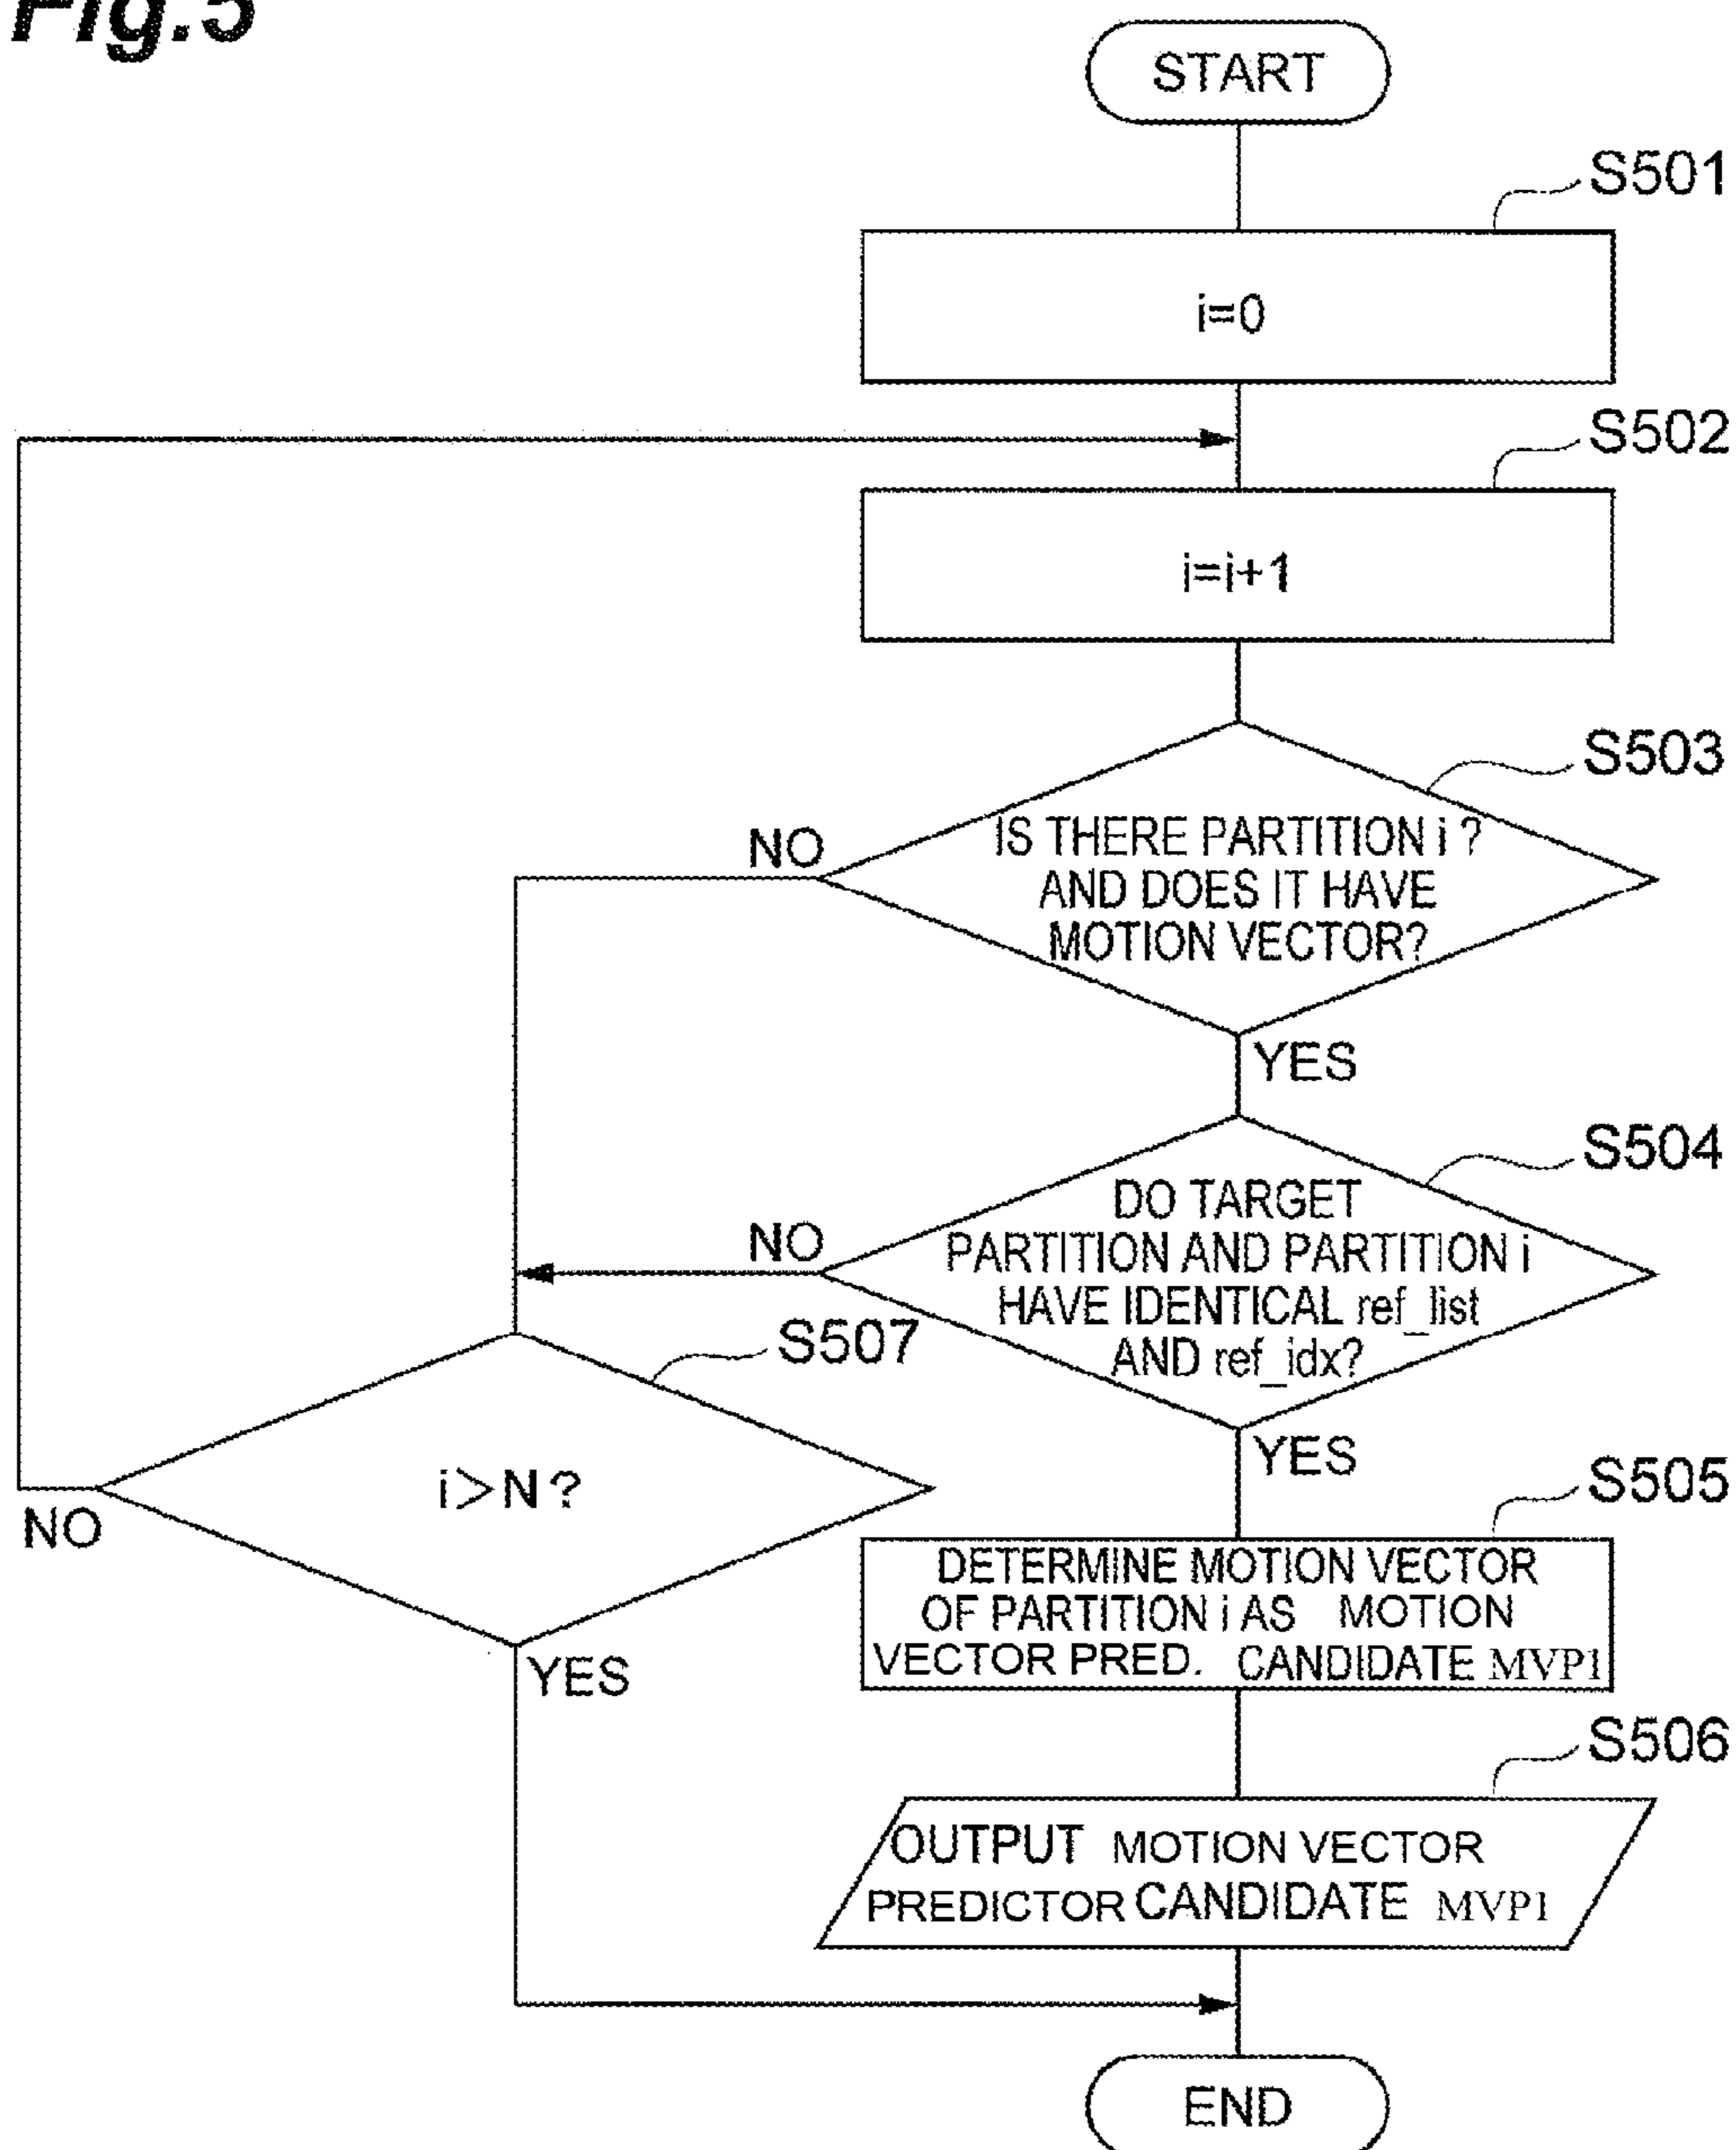 Fig.5
START
S501
i=0
S502
i=i+1
S503
NO
IS THERE PARTITION i ?
AND DOES IT HAVE
MOTION VECTOR?
YES
S504
NO
DO TARGET
PARTITION AND PARTITION i
HAVE IDENTICAL ref_list
AND ref_idx?
YES
S507
i>N ?
NO
YES
S505
DETERMINE MOTION VECTOR
OF PARTITION i AS MOTION
VECTOR PRED. CANDIDATE MVP1
S506
OUTPUT MOTION VECTOR
PREDICTOR CANDIDATE MVP1
END